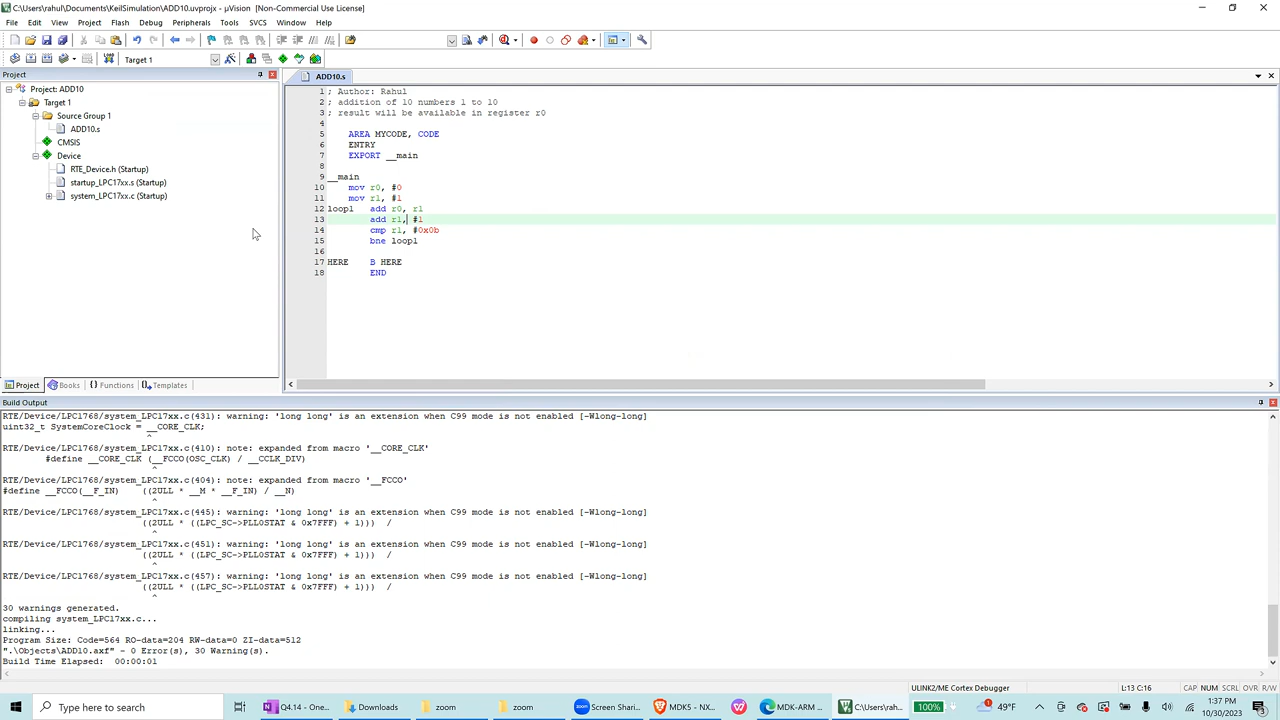 C:\Users\rahul\Documents\KeilSimulation\ADD10.uvprojx - µVision [Non-Commercial Use License]
File Edit View Project Flash Debug Peripherals Tools SVCS Window Help
Target 1
Project
Project: ADD10
Target 1
Source Group 1
ADD10.s
CMSIS
Device
RTE_Device.h (Startup)
startup_LPC17xx.s (Startup)
system_LPC17xx.c (Startup)
Project Books Functions Templates
ADD10.s
1 ; Author: Rahul
2 ; addition of 10 numbers 1 to 10
3 ; result will be available in register r0
4
5 AREA MYCODE, CODE
6 ENTRY
7 EXPORT __main
8
9 __main
10 mov r0, #0
11 mov r1, #1
12 loop1 add r0, r1
13 add r1, #1
14 cmp r1, #0x0b
15 bne loop1
16
17 HERE B HERE
18 END
Build Output
RTE/Device/LPC1768/system_LPC17xx.c(431): warning: 'long long' is an extension when C99 mode is not enabled [-Wlong-long]
uint32_t SystemCoreClock = __CORE_CLK;
^
RTE/Device/LPC1768/system_LPC17xx.c(410): note: expanded from macro '__CORE_CLK'
#define __CORE_CLK (__FCCO(OSC_CLK) / __CCLK_DIV)
^
RTE/Device/LPC1768/system_LPC17xx.c(404): note: expanded from macro '__FCCO'
#define __FCCO(__F_IN) ((2ULL * __M * __F_IN) / __N)
^
RTE/Device/LPC1768/system_LPC17xx.c(445): warning: 'long long' is an extension when C99 mode is not enabled [-Wlong-long]
((2ULL * ((LPC_SC->PLL0STAT & 0x7FFF) + 1))) /
^
RTE/Device/LPC1768/system_LPC17xx.c(451): warning: 'long long' is an extension when C99 mode is not enabled [-Wlong-long]
((2ULL * ((LPC_SC->PLL0STAT & 0x7FFF) + 1))) /
^
RTE/Device/LPC1768/system_LPC17xx.c(457): warning: 'long long' is an extension when C99 mode is not enabled [-Wlong-long]
((2ULL * ((LPC_SC->PLL0STAT & 0x7FFF) + 1))) /
^
30 warnings generated.
compiling system_LPC17xx.c...
linking...
Program Size: Code=564 RO-data=204 RW-data=0 ZI-data=512
".\Objects\ADD10.axf" - 0 Error(s), 30 Warning(s).
Build Time Elapsed: 00:00:01
ULINK2/ME Cortex Debugger L:13 C:16 CAP NUM SCRL OVR R/W
Type here to search Q4.14 - One... Downloads zoom zoom Screen Shari... MDK5 - NX... MDK-ARM ... C:\Users\rah... 100% 49°F 1:37 PM
10/30/2023